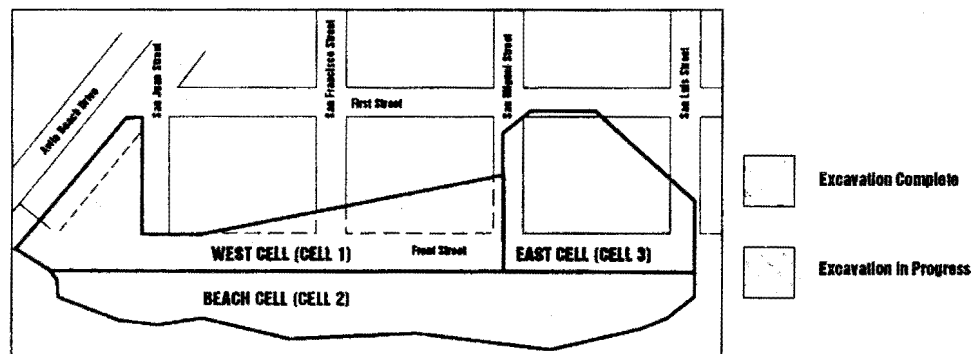 Avila Beach Drive
San Juan Street
San Francisco Street
San Miguel Street
San Luis Street
First Street
Excavation Complete
WEST CELL (CELL 1)
Front Street
EAST CELL (CELL 3)
Excavation in Progress
BEACH CELL (CELL 2)